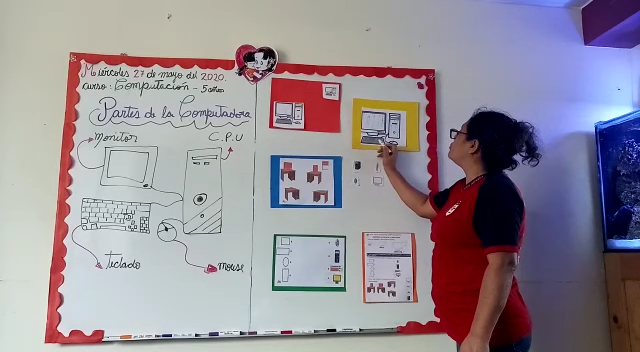 Miércoles 27 de mayo del 2020.
curso: Computación - 5 años
Partes de la Computadora
monitor
C.P.U
teclado
mouse